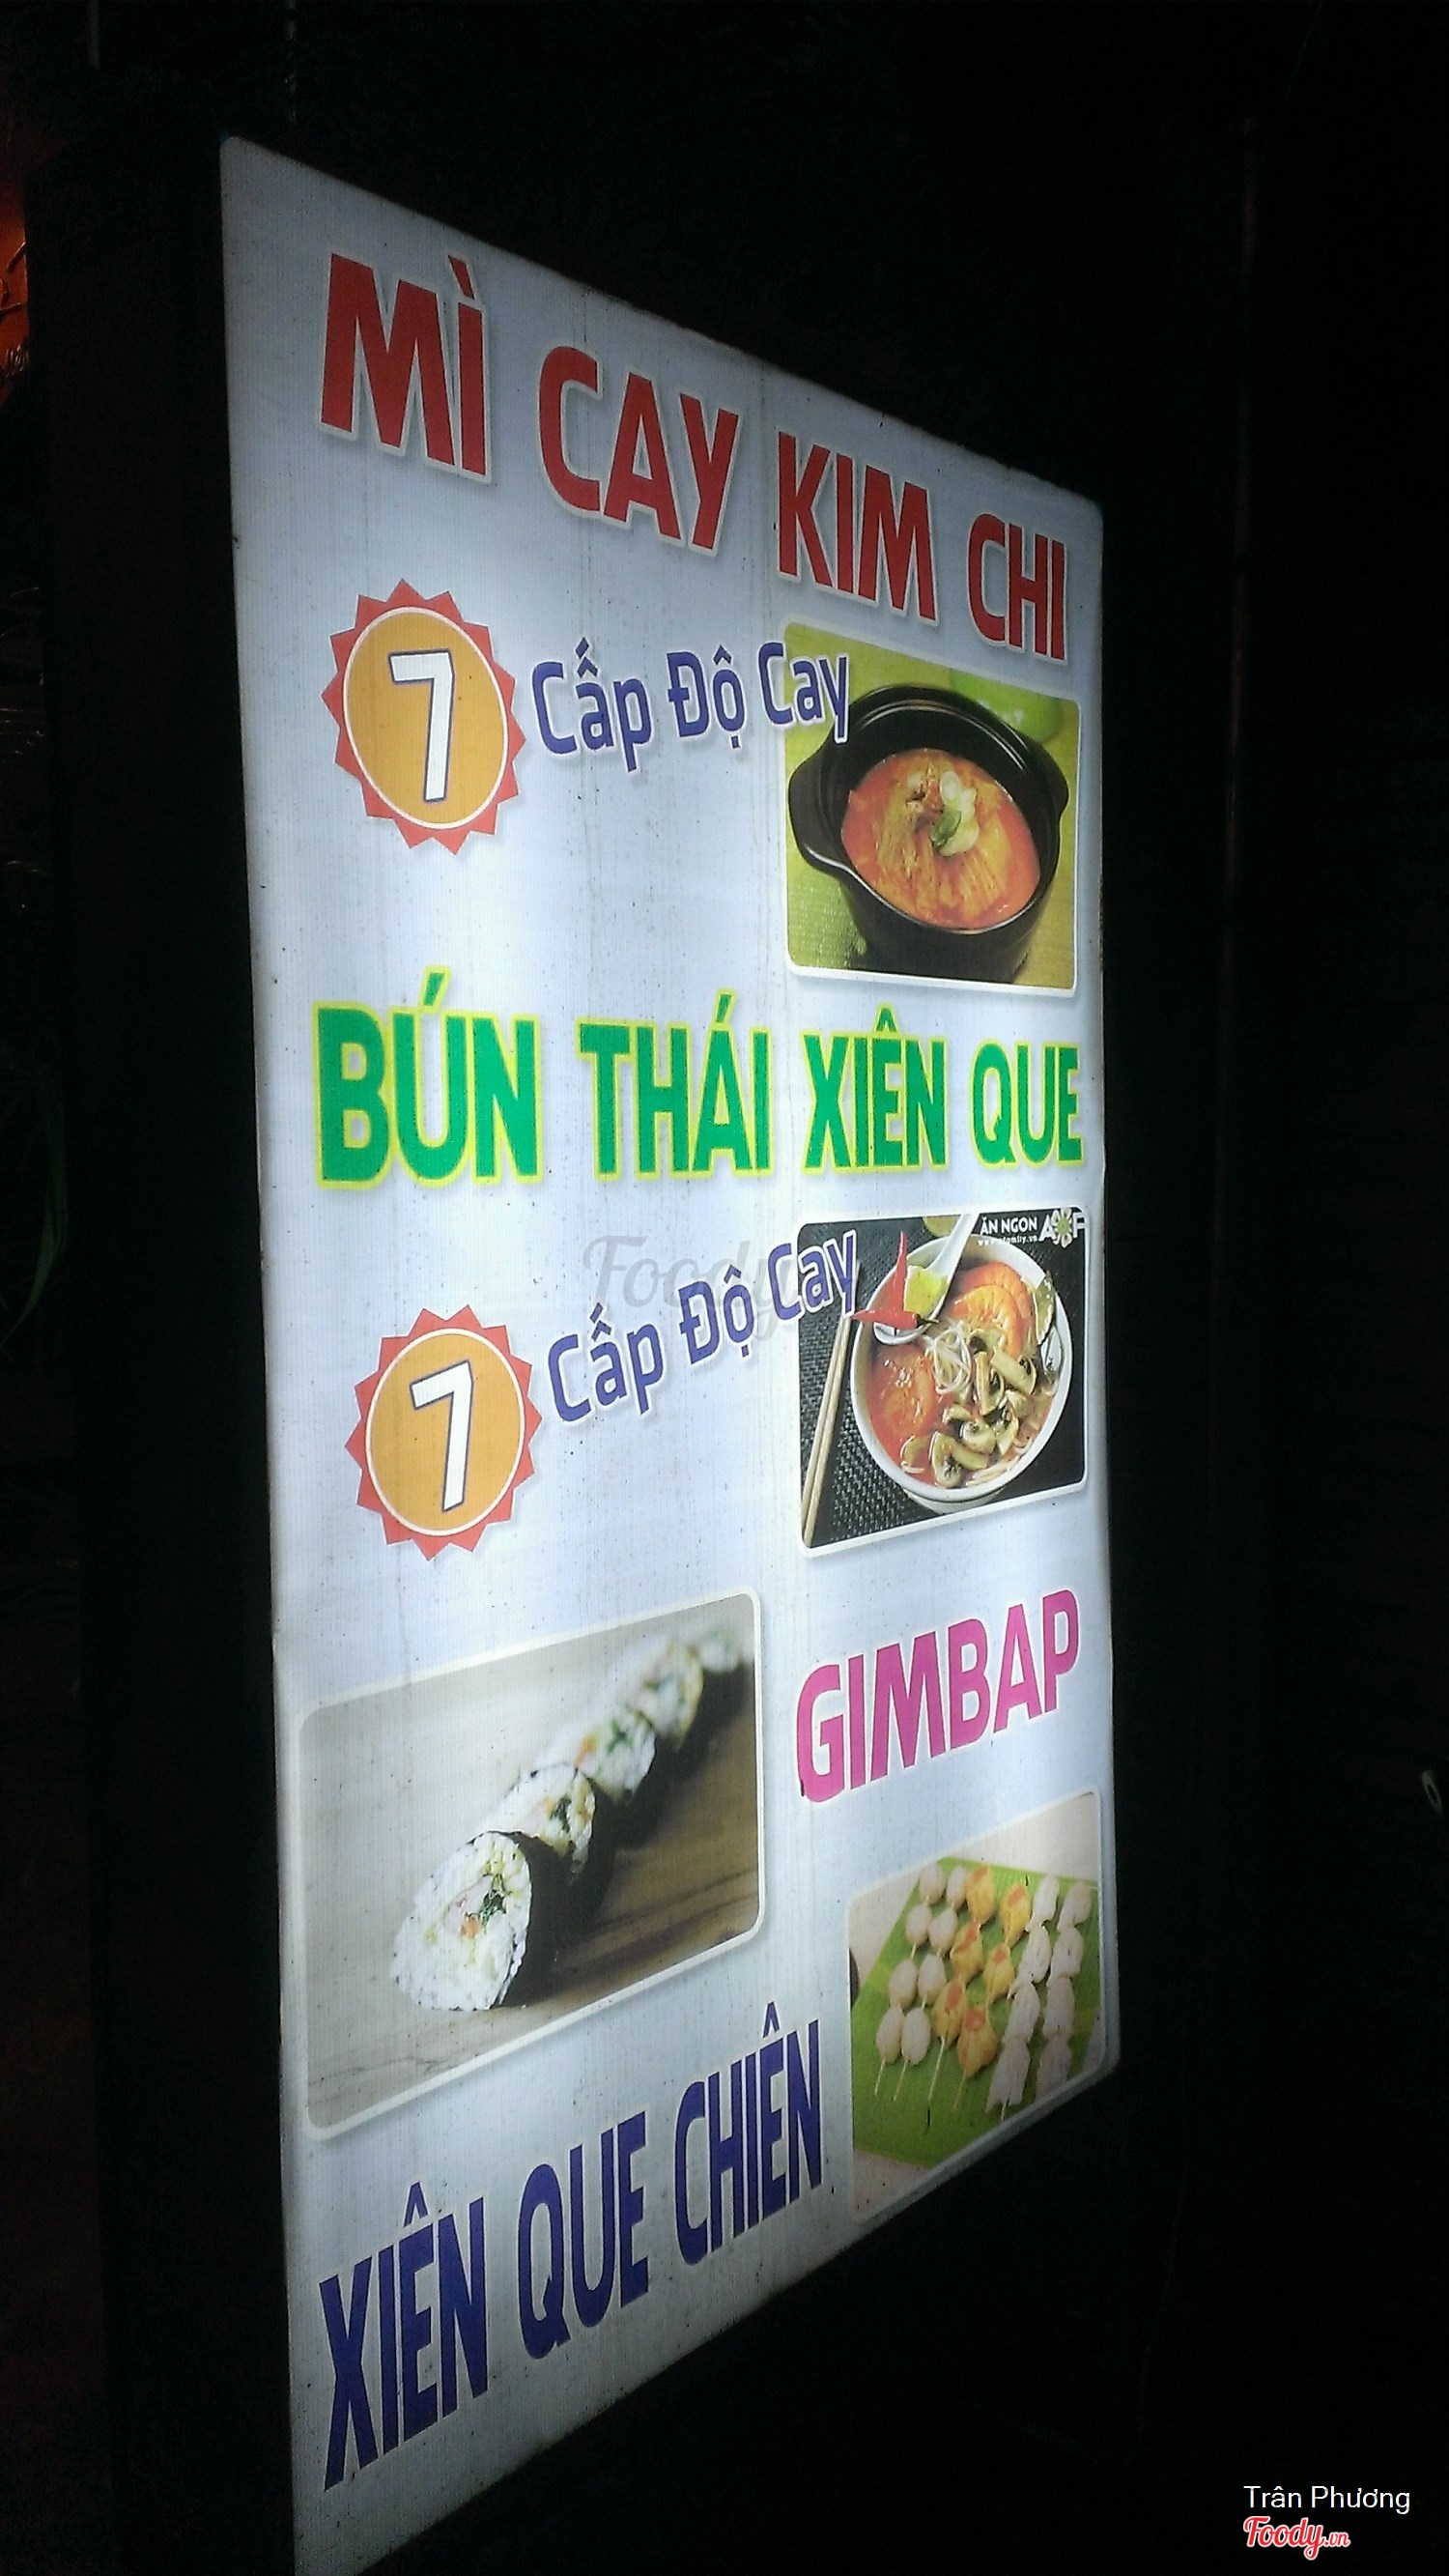 MÌ CAY KIM CHI
7 Cấp Độ Cay
BÚN THÁI XIÊN QUE
ĂN NGON
7 Cấp Độ Cay
Foody
GIMBAP
XIÊN QUE CHIÊN
Trân Phương
Foody.vn